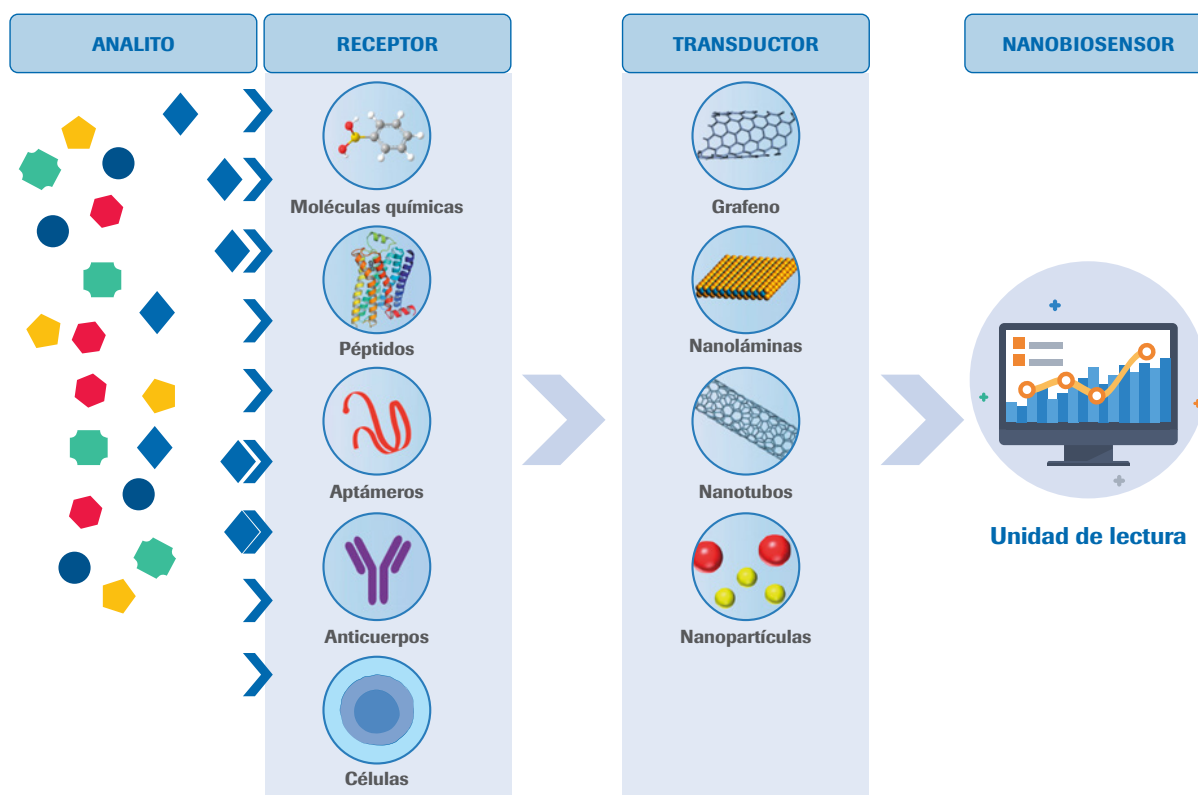 ANALITO
RECEPTOR
TRANSDUCTOR
NANOBIOSENSOR
Moléculas químicas
Péptidos
Aptámeros
Anticuerpos
Células
Grafeno
Nanoláminas
Nanotubos
Nanopartículas
Unidad de lectura